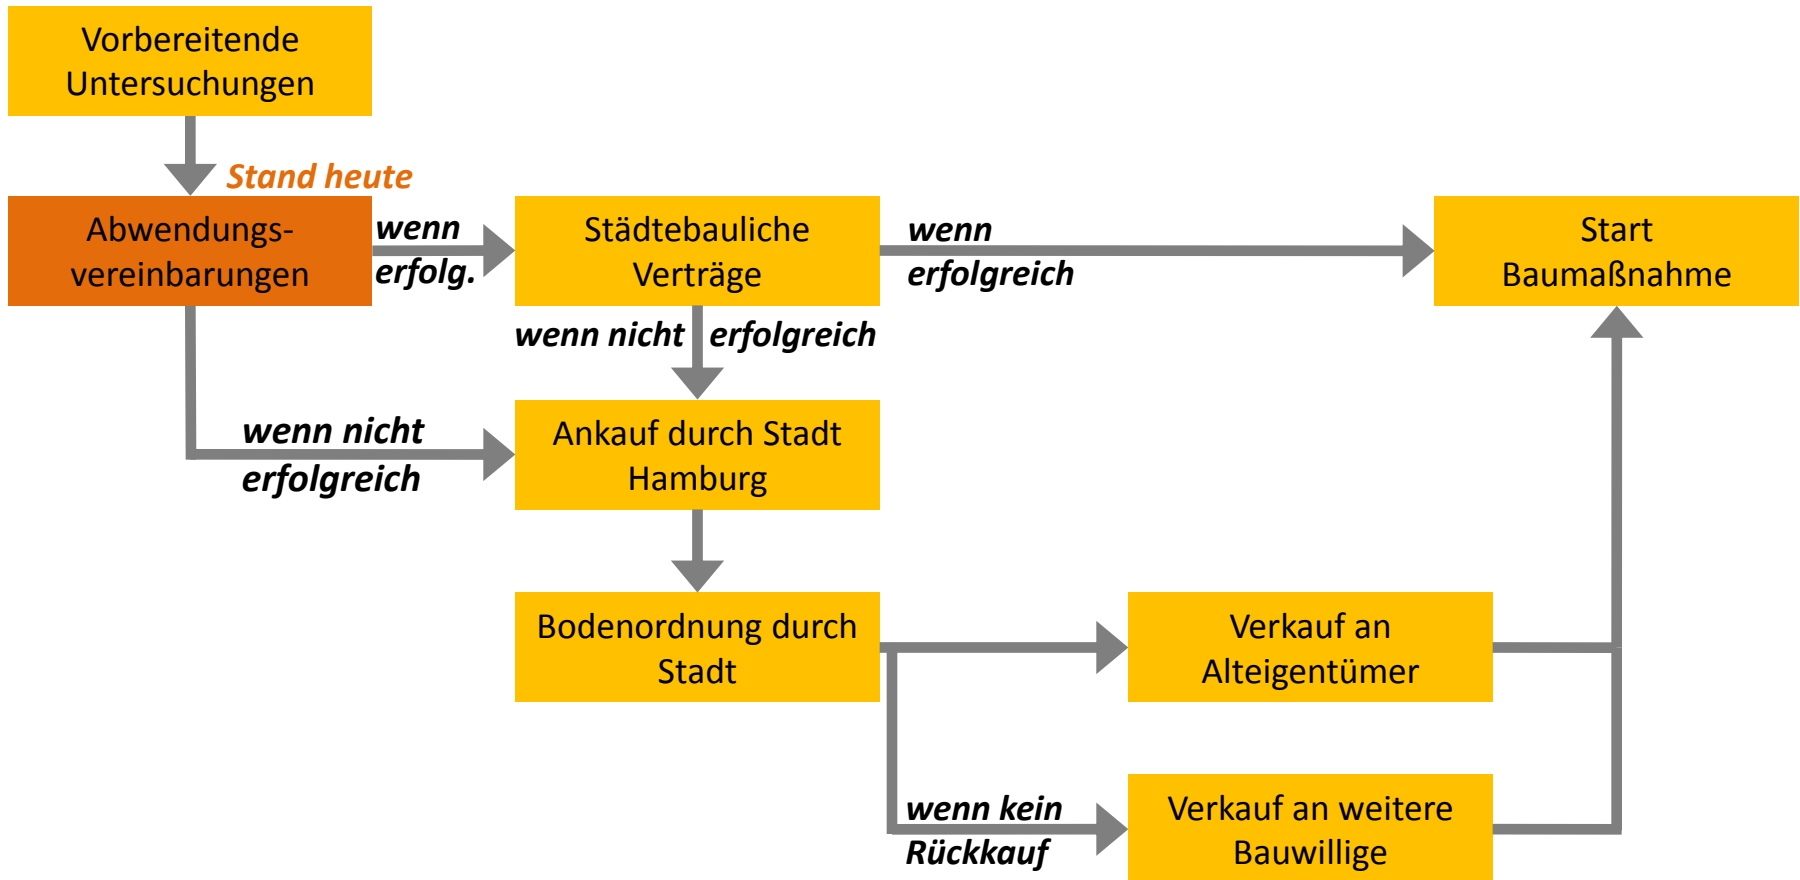 Vorbereitende
Untersuchungen
Stand heute
Abwendungs-
vereinbarungen
wenn
erfolg.
Städtebauliche
Verträge
wenn
erfolgreich
Start
Baumaßnahme
wenn nicht erfolgreich
wenn nicht
erfolgreich
Ankauf durch Stadt
Hamburg
Bodenordnung durch
Stadt
Verkauf an
Alteigentümer
wenn kein
Rückkauf
Verkauf an weitere
Bauwillige